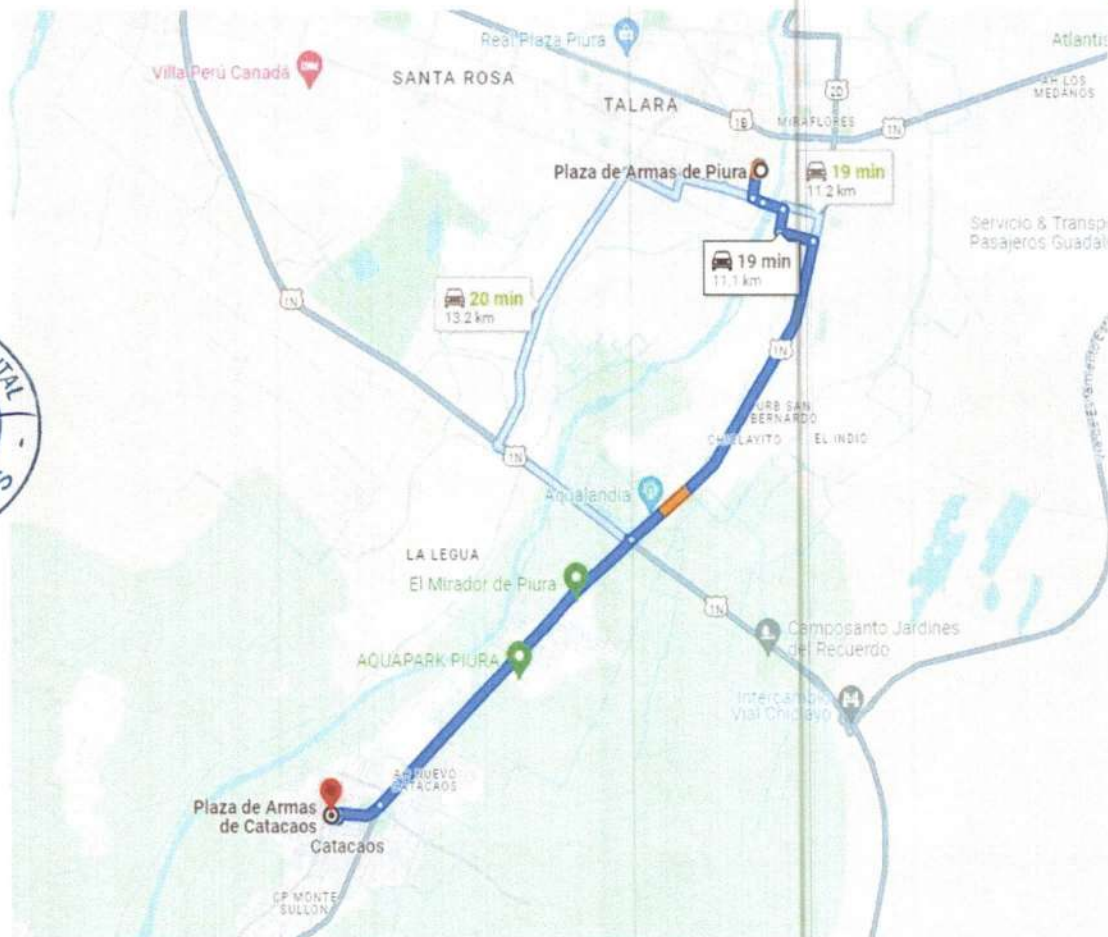 Real Plaza Piura
Atlantis
Villa Perú Canadá
SANTA ROSA
AH LOS
MEDANOS
TALARA
20
1B
MIRAFLORES
1N
Plaza de Armas de Piura
19 min
11,2 km
Servicio & Transp
Pasajeros Guadal
19 min
11,1 km
20 min
13,2 km
1N
1N
URB SAN
BERNARDO
CHICLAYITO
EL INDIO
1N
Aqualandia
TAL
LA LEGUA
El Mirador de Piura
1N
Camposanto Jardines
del Recuerdo
AQUAPARK PIURA
Intercambio
Vial Chiclayo
AH NUEVO
CATACAOS
Plaza de Armas
de Catacaos
Catacaos
CP MONTE
SULLON